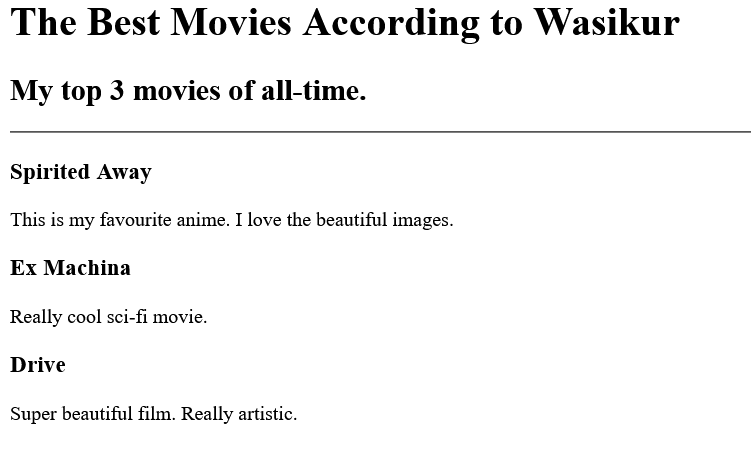 The Best Movies According to Wasikur
My top 3 movies of all-time.
Spirited Away
This is my favourite anime. I love the beautiful images.
Ex Machina
Really cool sci-fi movie.
Drive
Super beautiful film. Really artistic.